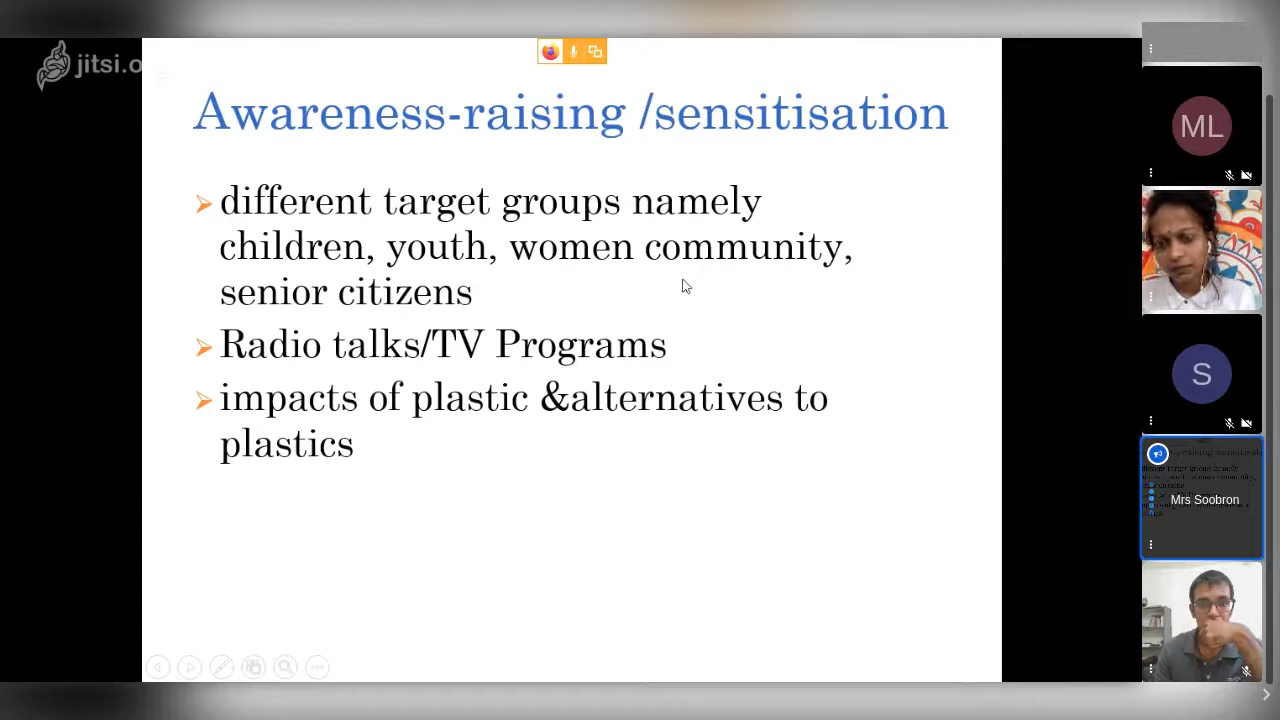 jitsi.o
Awareness-raising /sensitisation
different target groups namely
children, youth, women community,
senior citizens
Radio talks/TV Programs
impacts of plastic &alternatives to
plastics
ML
S
Mrs Soobron